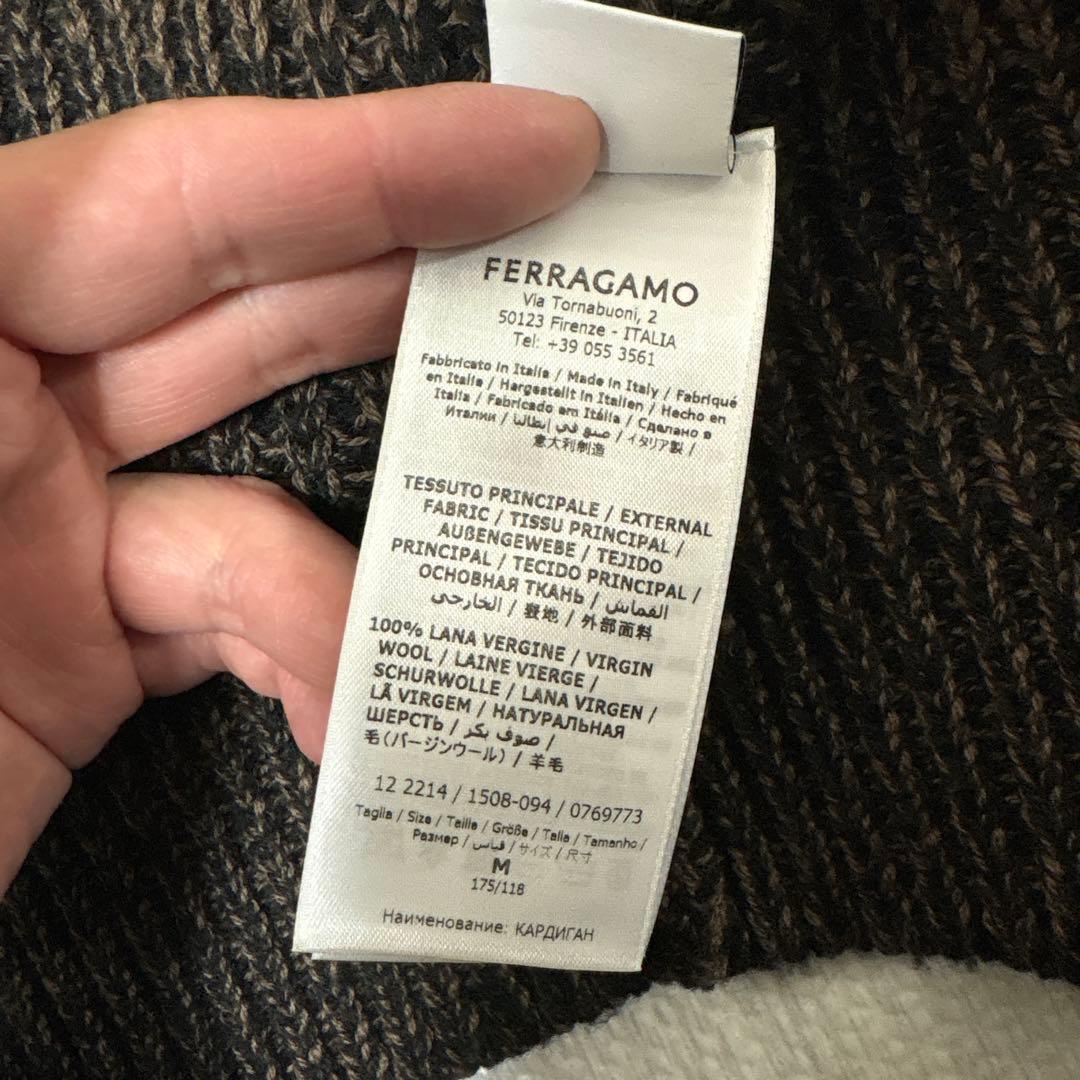 FERRAGAMO
Via Tornabuoni, 2
50123 Firenze - ITALIA
Tel: +39 055 3561
Fabbricato in Italia / Made in Italy / Fabriqué
en Italie / Hergestellt in Italien / Hecho en
Italia / Fabricado em Itália / Сделано в
Италии / صنع في إيطاليا / イタリア製 /
意大利制造
TESSUTO PRINCIPALE / EXTERNAL
FABRIC / TISSU PRINCIPAL /
AUßENGEWEBE / TEJIDO
PRINCIPAL / TECIDO PRINCIPAL /
ОСНОВНАЯ ТКАНЬ / القماش
الخارجى / 表地 / 外部面料
100% LANA VERGINE / VIRGIN
WOOL / LAINE VIERGE /
SCHURWOLLE / LANA VIRGEN /
LÃ VIRGEM / НАТУРАЛЬНАЯ
ШЕРСТЬ / صوف بكر /
毛(バージンウール) / 羊毛
12 2214 / 1508-094 / 0769773
Taglia / Size / Taille / Größe / Talla / Tamanho /
Размер / قياس / サイズ / 尺寸
M
175/118
Наименование: КАРДИГАН